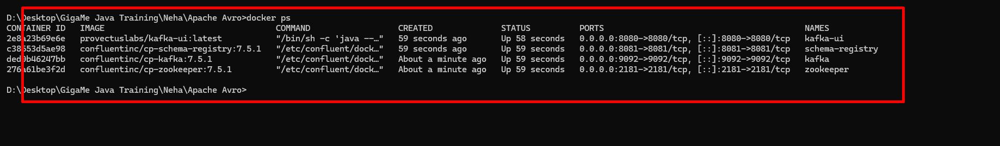 D:\Desktop\GigaMe Java Training\Neha\Apache Avro>docker ps
CONTAINER ID   IMAGE                                   COMMAND                  CREATED              STATUS          PORTS                                         NAMES
2e8a23b69e6e   provectuslabs/kafka-ui:latest           "/bin/sh -c 'java --…"   59 seconds ago       Up 58 seconds   0.0.0.0:8080->8080/tcp, [::]:8080->8080/tcp   kafka-ui
c38653d5ae98   confluentinc/cp-schema-registry:7.5.1   "/etc/confluent/dock…"   59 seconds ago       Up 59 seconds   0.0.0.0:8081->8081/tcp, [::]:8081->8081/tcp   schema-registry
ded0b46247bb   confluentinc/cp-kafka:7.5.1             "/etc/confluent/dock…"   About a minute ago   Up 59 seconds   0.0.0.0:9092->9092/tcp, [::]:9092->9092/tcp   kafka
276a61be3f2d   confluentinc/cp-zookeeper:7.5.1         "/etc/confluent/dock…"   About a minute ago   Up 59 seconds   0.0.0.0:2181->2181/tcp, [::]:2181->2181/tcp   zookeeper
D:\Desktop\GigaMe Java Training\Neha\Apache Avro>